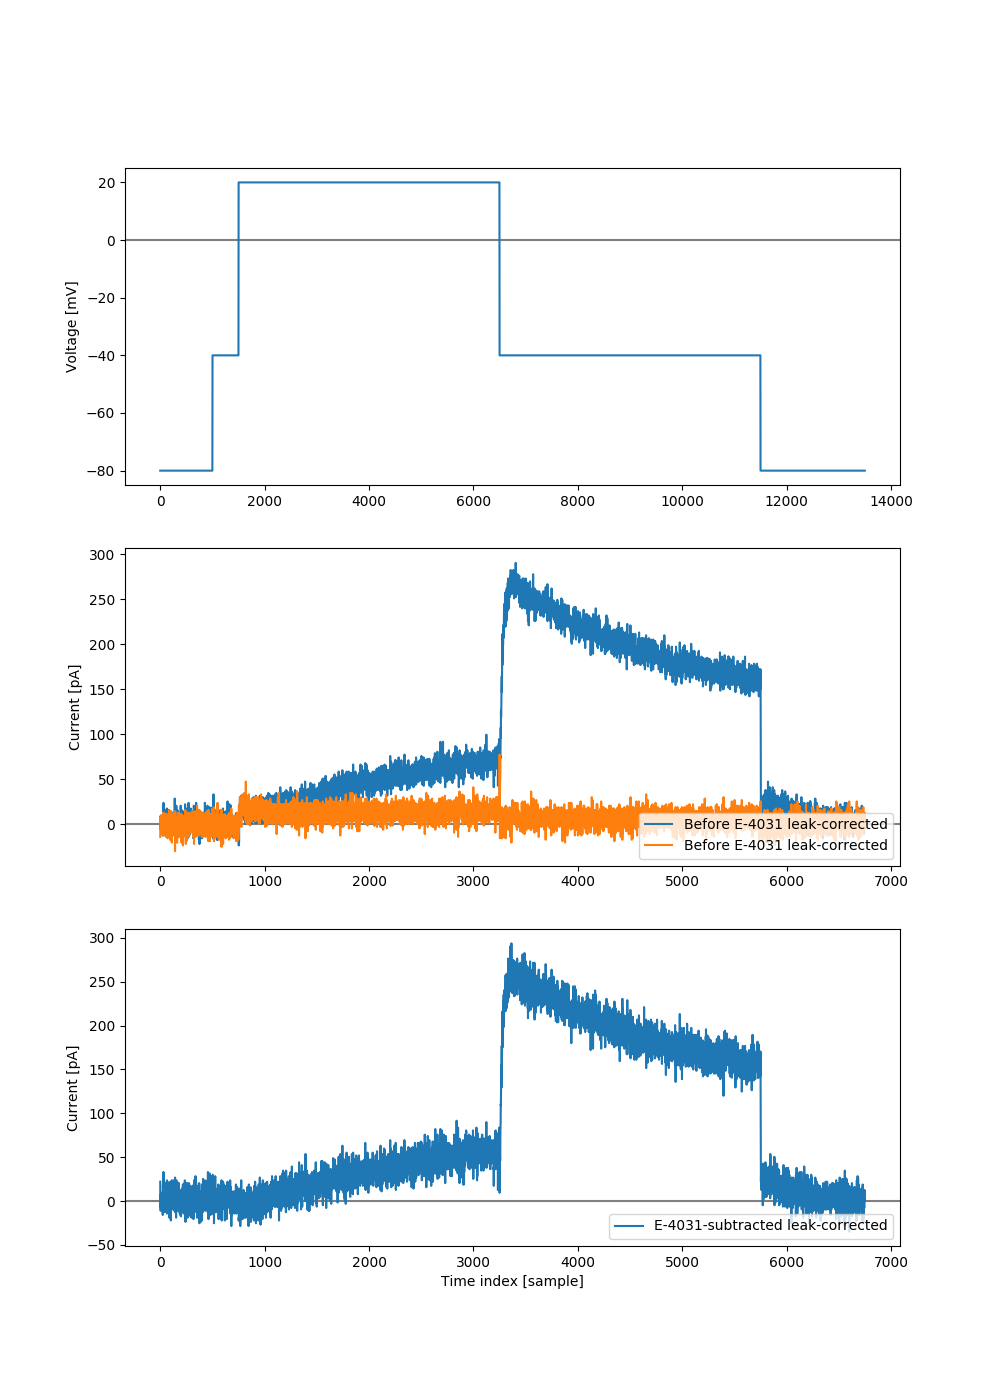 20
0
−20
−40
−60
−80
Voltage [mV]
0 2000 4000 6000 8000 10000 12000 14000
300
250
200
150
100
50
0
Current [pA]
Before E-4031 leak-corrected
Before E-4031 leak-corrected
0 1000 2000 3000 4000 5000 6000 7000
300
250
200
150
100
50
0
−50
Current [pA]
E-4031-subtracted leak-corrected
0 1000 2000 3000 4000 5000 6000 7000
Time index [sample]